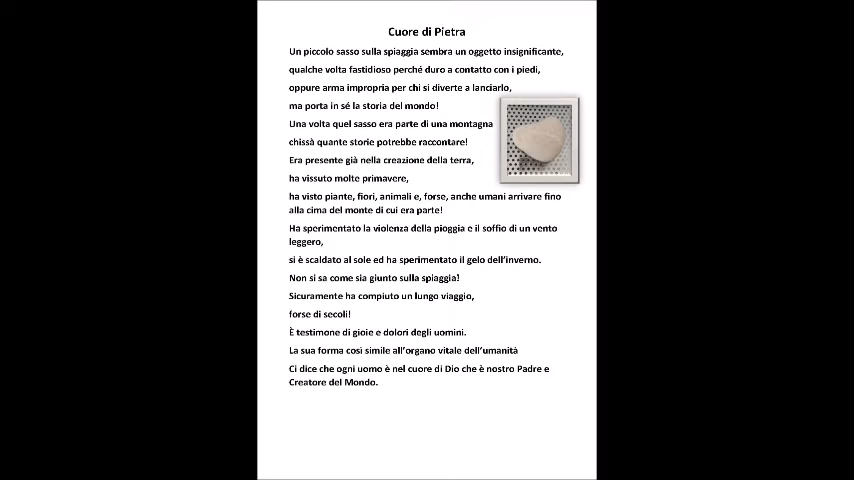 Cuore di Pietra
Un piccolo sasso sulla spiaggia sembra un oggetto insignificante,
qualche volta fastidioso perché duro a contatto con i piedi,
oppure arma impropria per chi si diverte a lanciarlo,
ma porta in sé la storia del mondo!
Una volta quel sasso era parte di una montagna
chissà quante storie potrebbe raccontare!
Era presente già nella creazione della terra,
ha vissuto molte primavere,
ha visto piante, fiori, animali e, forse, anche umani arrivare fino
alla cima del monte di cui era parte!
Ha sperimentato la violenza della pioggia e il soffio di un vento
leggero,
si è scaldato al sole ed ha sperimentato il gelo dell'inverno.
Non si sa come sia giunto sulla spiaggia!
Sicuramente ha compiuto un lungo viaggio,
forse di secoli!
È testimone di gioie e dolori degli uomini.
La sua forma così simile all'organo vitale dell'umanità
Ci dice che ogni uomo è nel cuore di Dio che è nostro Padre e
Creatore del Mondo.